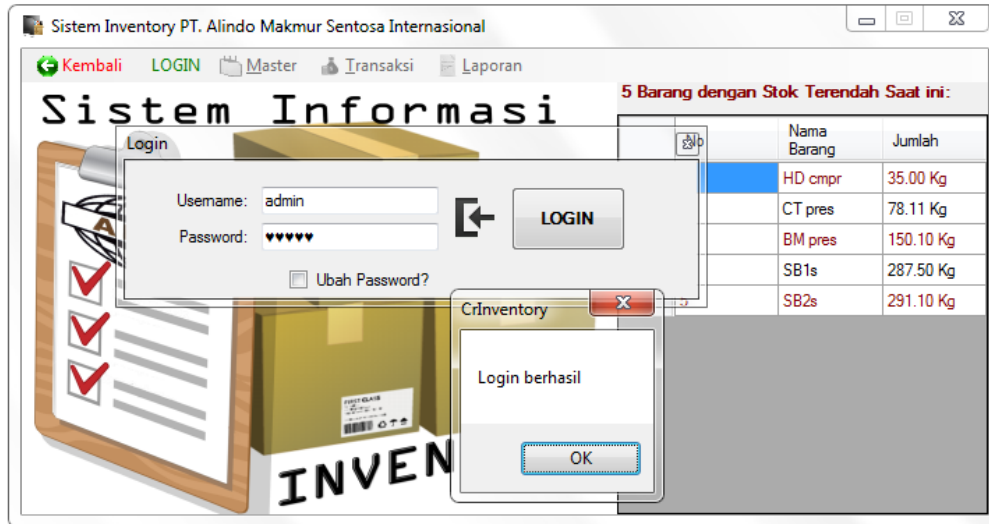 Sistem Inventory PT. Alindo Makmur Sentosa Internasional
Kembali LOGIN Master Transaksi Laporan
Sistem Informasi
5 Barang dengan Stok Terendah Saat ini:
Nama Barang Jumlah
HD cmpr 35.00 Kg
CT pres 78.11 Kg
BM pres 150.10 Kg
SB1s 287.50 Kg
5 SB2s 291.10 Kg
Login
Username: admin
Password: ♥♥♥♥♥
LOGIN
Ubah Password?
CrInventory
Login berhasil
OK
FIRST CLASS
INVEN